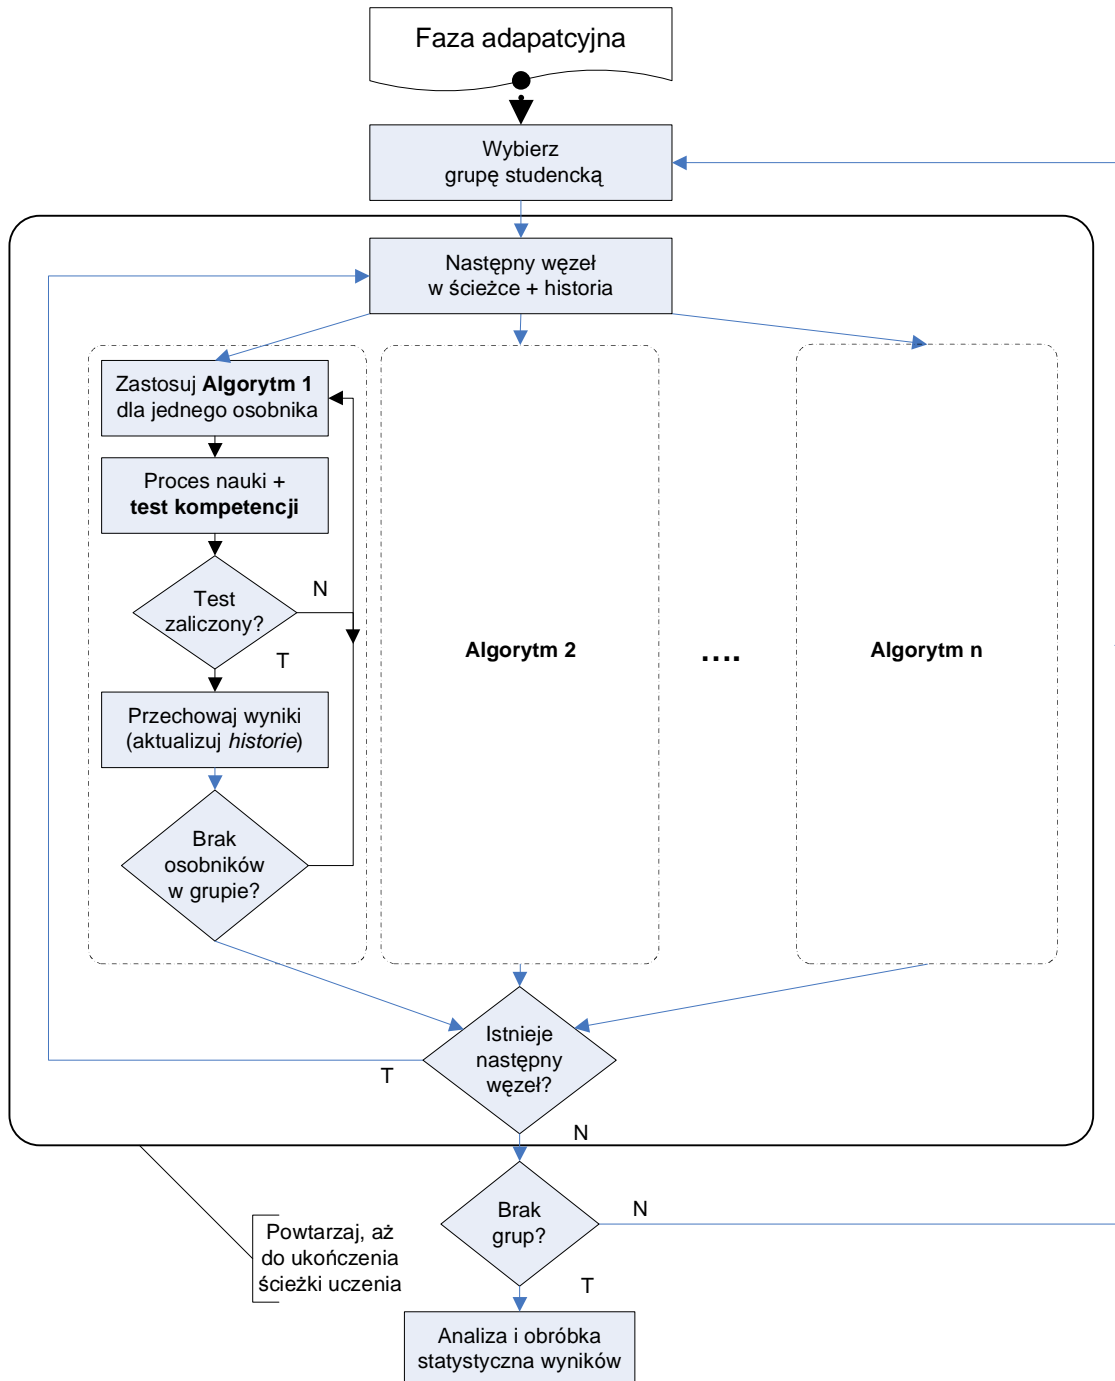 Faza adapatcyjna
Wybierz
grupę studencką
Następny węzeł
w ścieżce + historia
Zastosuj Algorytm 1
dla jednego osobnika
Proces nauki +
test kompetencji
Test
zaliczony?
N
T
Przechowaj wyniki
(aktualizuj historie)
Brak
osobników
w grupie?
Algorytm 2
....
Algorytm n
Istnieje
następny
węzeł?
T
N
Brak
grup?
N
T
Powtarzaj, aż
do ukończenia
ścieżki uczenia
Analiza i obróbka
statystyczna wyników